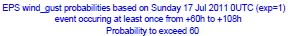 EPS wind_gust probabilities based on Sunday 17 Jul 2011 0UTC (exp=1)
event occuring at least once from +60h to +108h
Probability to exceed 60